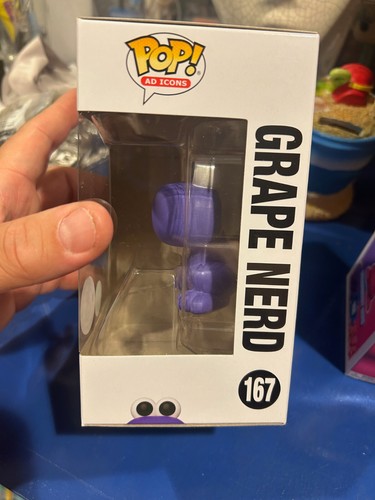 POP!
AD ICONS
GRAPE NERD
167